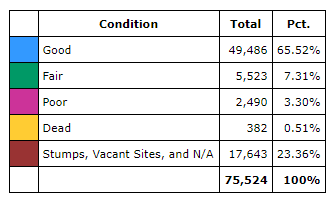 Condition Total Pct.
Good 49,486 65.52%
Fair 5,523 7.31%
Poor 2,490 3.30%
Dead 382 0.51%
Stumps, Vacant Sites, and N/A 17,643 23.36%
75,524 100%